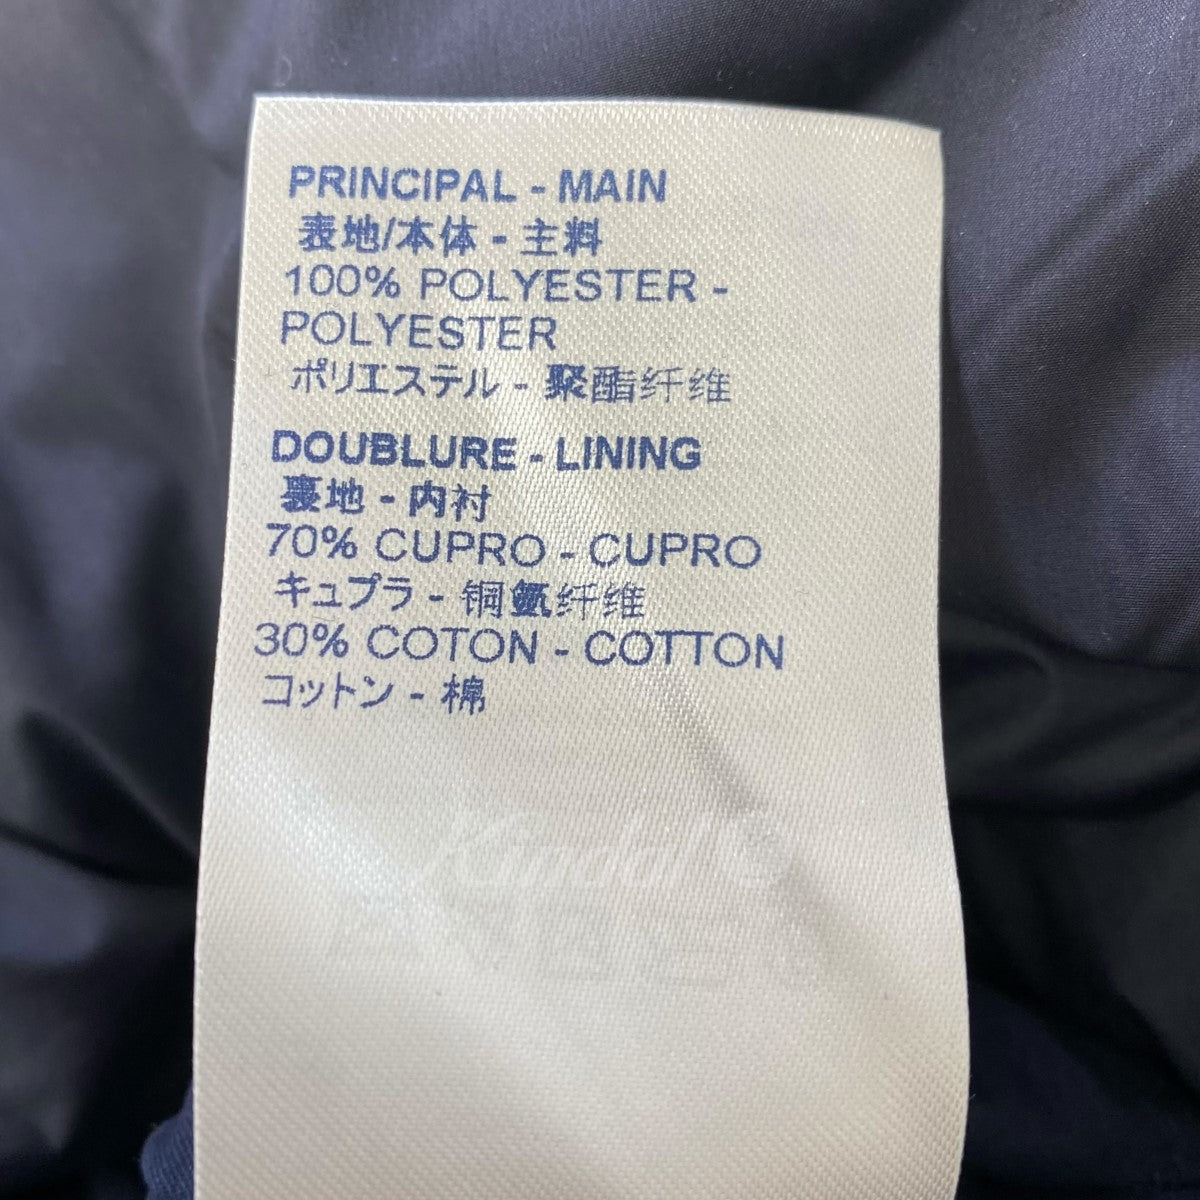 PRINCIPAL - MAIN
表地/本体 - 主料
100% POLYESTER -
POLYESTER
ポリエステル - 聚酯纤维
DOUBLURE - LINING
裏地 - 内衬
70% CUPRO - CUPRO
キュプラ - 铜氨纤维
30% COTON - COTTON
コットン - 棉
Kindal